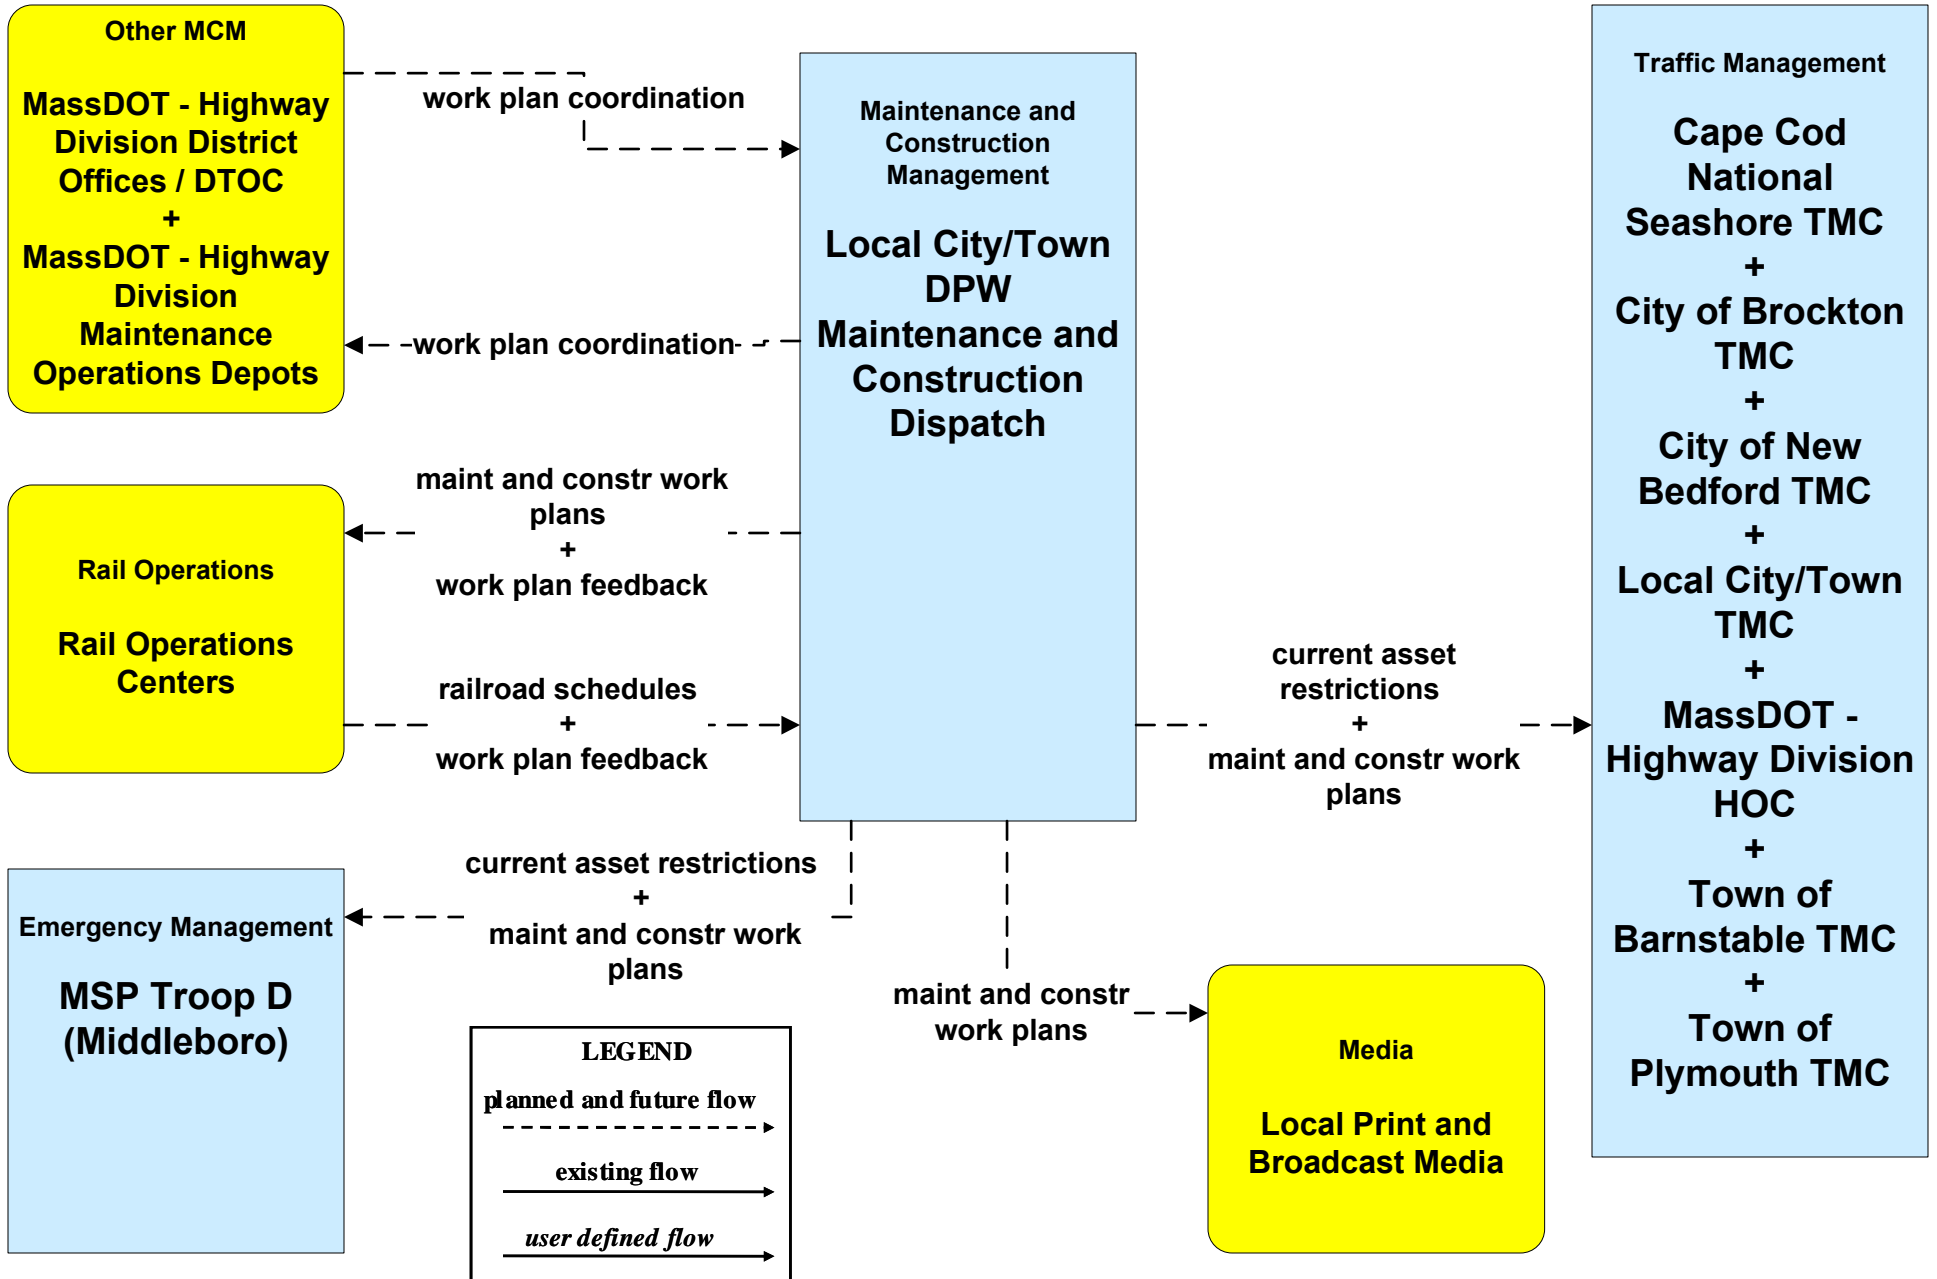 Other MCM
MassDOT - Highway
Division District
Offices / DTOC
+
MassDOT - Highway
Division
Maintenance
Operations Depots
work plan coordination
work plan coordination
Maintenance and
Construction
Management
Local City/Town
DPW
Maintenance and
Construction
Dispatch
Traffic Management
Cape Cod
National
Seashore TMC
+
City of Brockton
TMC
+
City of New
Bedford TMC
+
Local City/Town
TMC
+
MassDOT -
Highway Division
HOC
+
Town of
Barnstable TMC
+
Town of
Plymouth TMC
Rail Operations
Rail Operations
Centers
maint and constr work
plans
+
work plan feedback
railroad schedules
+
work plan feedback
current asset
restrictions
+
maint and constr work
plans
Emergency Management
MSP Troop D
(Middleboro)
current asset restrictions
+
maint and constr work
plans
maint and constr
work plans
Media
Local Print and
Broadcast Media
LEGEND
planned and future flow
existing flow
user defined flow